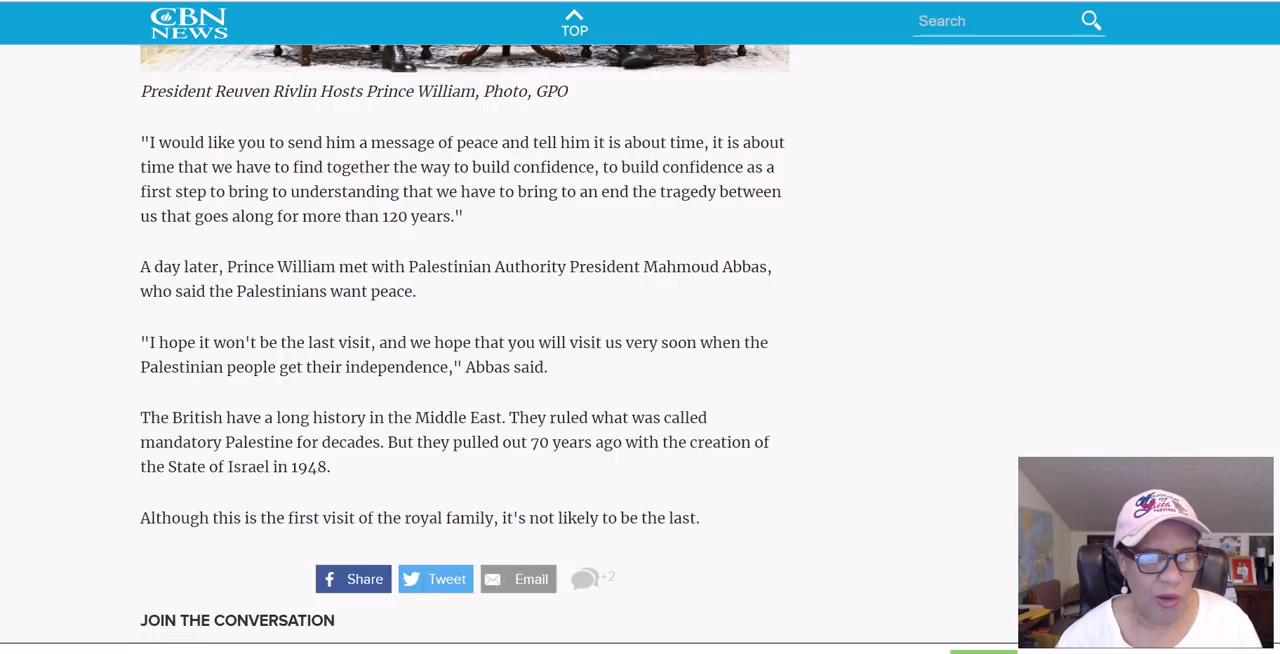 CBN
NEWS
TOP
Search
President Reuven Rivlin Hosts Prince William, Photo, GPO
"I would like you to send him a message of peace and tell him it is about time, it is about
time that we have to find together the way to build confidence, to build confidence as a
first step to bring to understanding that we have to bring to an end the tragedy between
us that goes along for more than 120 years."
A day later, Prince William met with Palestinian Authority President Mahmoud Abbas,
who said the Palestinians want peace.
"I hope it won't be the last visit, and we hope that you will visit us very soon when the
Palestinian people get their independence," Abbas said.
The British have a long history in the Middle East. They ruled what was called
mandatory Palestine for decades. But they pulled out 70 years ago with the creation of
the State of Israel in 1948.
Although this is the first visit of the royal family, it's not likely to be the last.
Share
Tweet
Email
+2
JOIN THE CONVERSATION